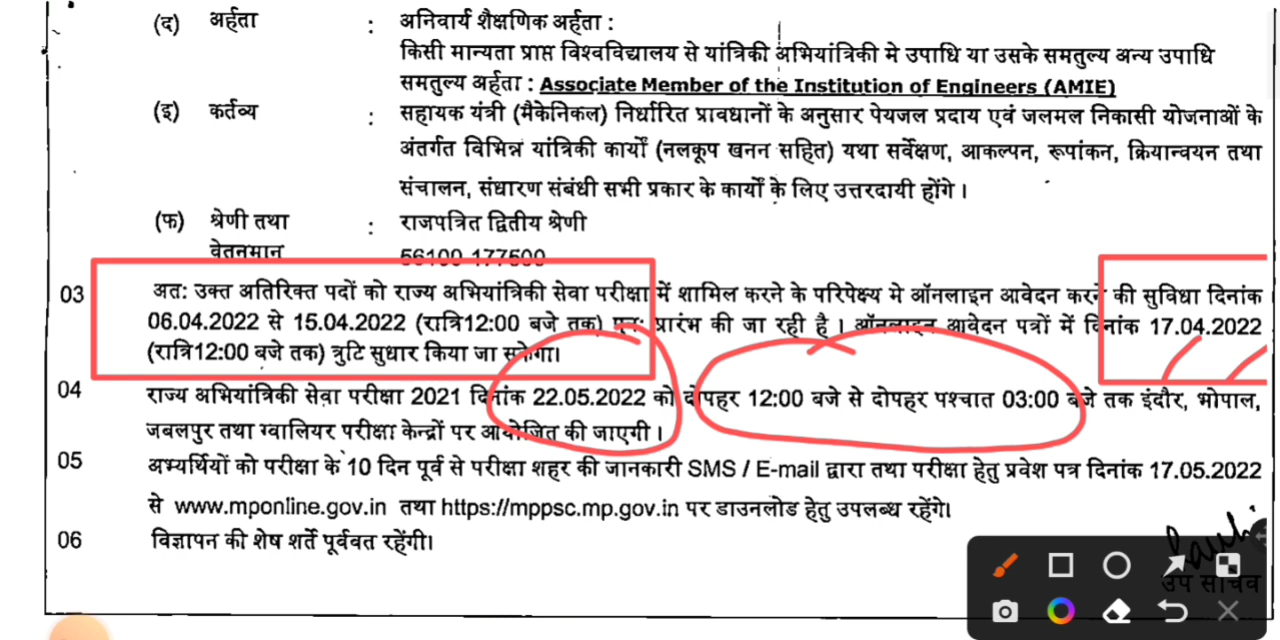 (द) अर्हता : अनिवार्य शैक्षणिक अर्हता :
किसी मान्यता प्राप्त विश्वविद्यालय से यांत्रिकी अभियांत्रिकी मे उपाधि या उसके समतुल्य अन्य उपाधि
समतुल्य अर्हता : Associate Member of the Institution of Engineers (AMIE)
(इ) कर्तव्य : सहायक यंत्री (मैकेनिकल) निर्धारित प्रावधानों के अनुसार पेयजल प्रदाय एवं जलमल निकासी योजनाओं के
अंतर्गत विभिन्न यांत्रिकी कार्यों (नलकूप खनन सहित) यथा सर्वेक्षण, आकल्पन, रूपांकन, क्रियान्वयन तथा
संचालन, संधारण संबंधी सभी प्रकार के कार्यों के लिए उत्तरदायी होंगे।
(फ) श्रेणी तथा : राजपत्रित द्वितीय श्रेणी
वेतनमान 56100 177500
03 अतः उक्त अतिरिक्त पदों को राज्य अभियांत्रिकी सेवा परीक्षा में शामिल करने के परिपेक्ष्य मे ऑनलाइन आवेदन करने की सुविधा दिनांक
06.04.2022 से 15.04.2022 (रात्रि12:00 बजे तक) पुनः प्रारंभ की जा रही है। ऑनलाइन आवेदन पत्रों में दिनांक 17.04.2022
(रात्रि12:00 बजे तक) त्रुटि सुधार किया जा सकेगा।
04 राज्य अभियांत्रिकी सेवा परीक्षा 2021 दिनांक 22.05.2022 को दोपहर 12:00 बजे से दोपहर पश्चात 03:00 बजे तक इंदौर, भोपाल,
जबलपुर तथा ग्वालियर परीक्षा केन्द्रों पर आयोजित की जाएगी।
05 अभ्यर्थियों को परीक्षा के 10 दिन पूर्व से परीक्षा शहर की जानकारी SMS / E-mail द्वारा तथा परीक्षा हेतु प्रवेश पत्र दिनांक 17.05.2022
से www.mponline.gov.in तथा https://mppsc.mp.gov.in पर डाउनलोड हेतु उपलब्ध रहेंगे।
06 विज्ञापन की शेष शर्ते पूर्ववत रहेंगी।
उप सचिव